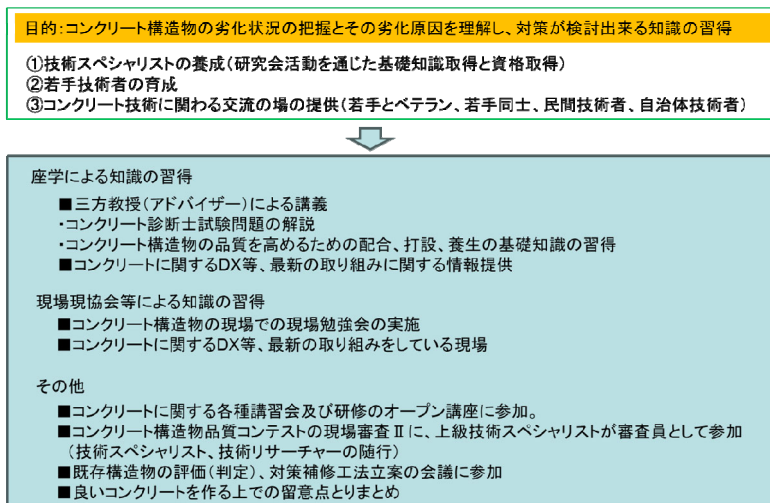 目的:コンクリート構造物の劣化状況の把握とその劣化原因を理解し、対策が検討出来る知識の習得
①技術スペシャリストの養成(研究会活動を通じた基礎知識取得と資格取得)
②若手技術者の育成
③コンクリート技術に関わる交流の場の提供(若手とベテラン、若手同士、民間技術者、自治体技術者)
座学による知識の習得
■三方教授(アドバイザー)による講義
・コンクリート診断士試験問題の解説
・コンクリート構造物の品質を高めるための配合、打設、養生の基礎知識の習得
■コンクリートに関するDX等、最新の取り組みに関する情報提供
現場現協会等による知識の習得
■コンクリート構造物の現場での現場勉強会の実施
■コンクリートに関するDX等、最新の取り組みをしている現場
その他
■コンクリートに関する各種講習会及び研修のオープン講座に参加。
■コンクリート構造物品質コンテストの現場審査Ⅱに、上級技術スペシャリストが審査員として参加
(技術スペシャリスト、技術リサーチャーの随行)
■既存構造物の評価(判定)、対策補修工法立案の会議に参加
■良いコンクリートを作る上での留意点とりまとめ